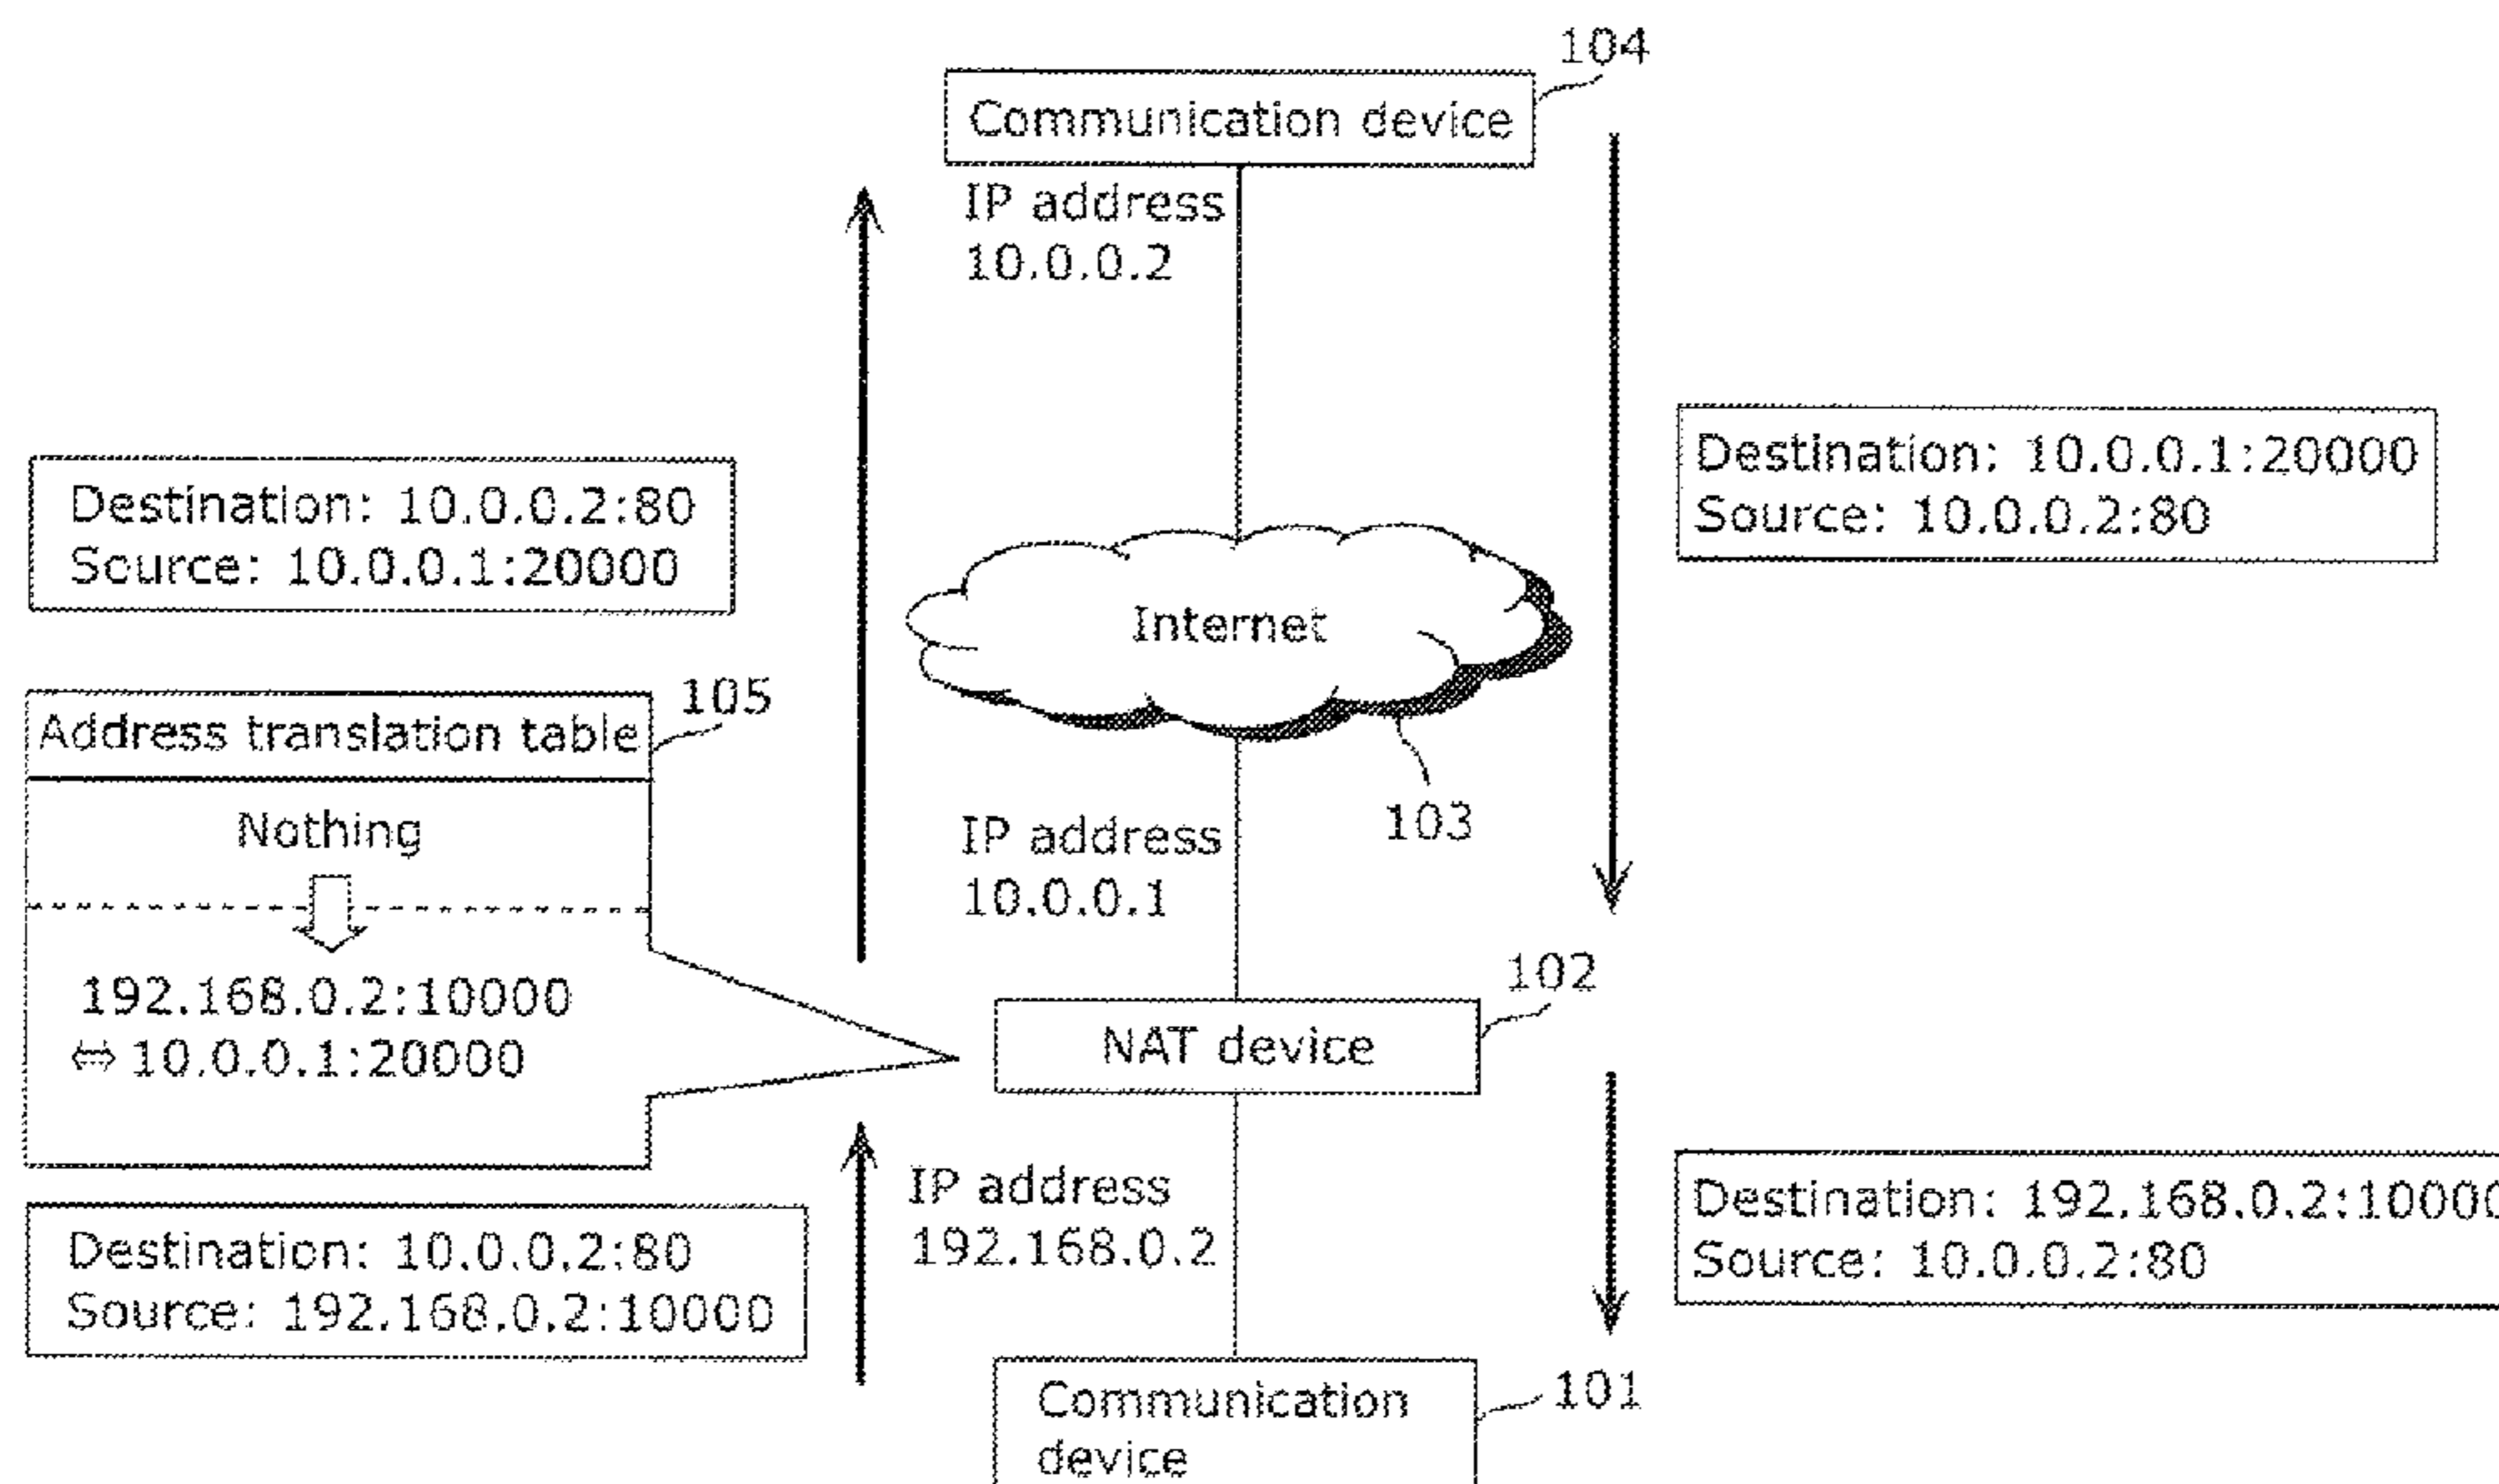 104
Communication device
IP address
10.0.0.2
Destination: 10.0.0.2:80
Source: 10.0.0.1:20000
Destination: 10.0.0.1:20000
Source: 10.0.0.2:80
Internet
103
Address translation table
105
Nothing
192.168.0.2:10000
⇔ 10.0.0.1:20000
IP address
10.0.0.1
102
NAT device
Destination: 10.0.0.2:80
Source: 192.168.0.2:10000
IP address
192.168.0.2
Destination: 192.168.0.2:10000
Source: 10.0.0.2:80
Communication
device
101